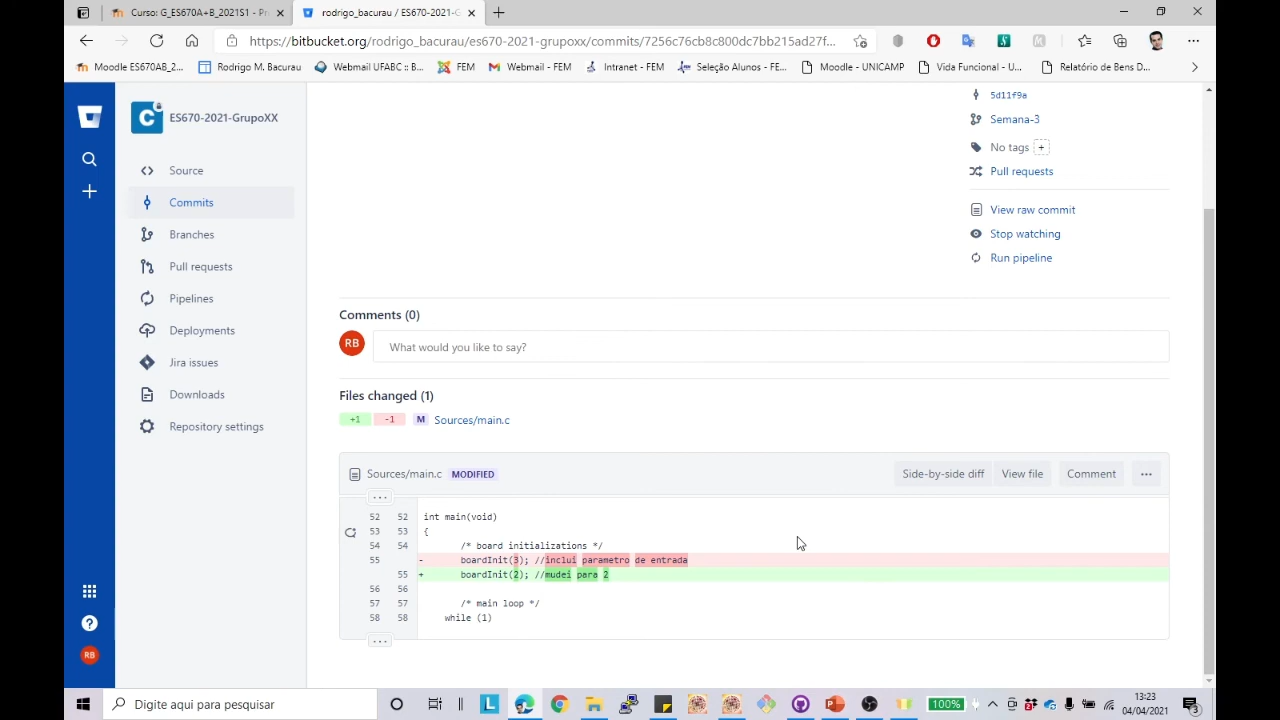 Curso: G_ES670A+B_2021S1 - Pr
rodrigo_bacurau / ES670-2021-G
https://bitbucket.org/rodrigo_bacurau/es670-2021-grupoxx/commits/7256c76cb8c800dc7bb215ad27f...
Moodle ES670AB_2...
Rodrigo M. Bacurau
Webmail UFABC :: B...
FEM
Webmail - FEM
Intranet - FEM
Seleção Alunos - FE...
Moodle - UNICAMP
Vida Funcional - U...
Relatório de Bens D...
C
ES670-2021-GrupoXX
Source
Commits
Branches
Pull requests
Pipelines
Deployments
Jira issues
Downloads
Repository settings
RB
5d11f9a
Semana-3
No tags +
Pull requests
View raw commit
Stop watching
Run pipeline
Comments (0)
RB
What would you like to say?
Files changed (1)
+1 -1 M Sources/main.c
Sources/main.c MODIFIED
Side-by-side diff View file Comment ...
52 52 int main(void)
53 53 {
54 54 /* board initializations */
55 - boardInit(3); //inclui parametro de entrada
55 + boardInit(2); //mudei para 2
56 56
57 57 /* main loop */
58 58 while (1)
Digite aqui para pesquisar
100%
13:23
04/04/2021
3